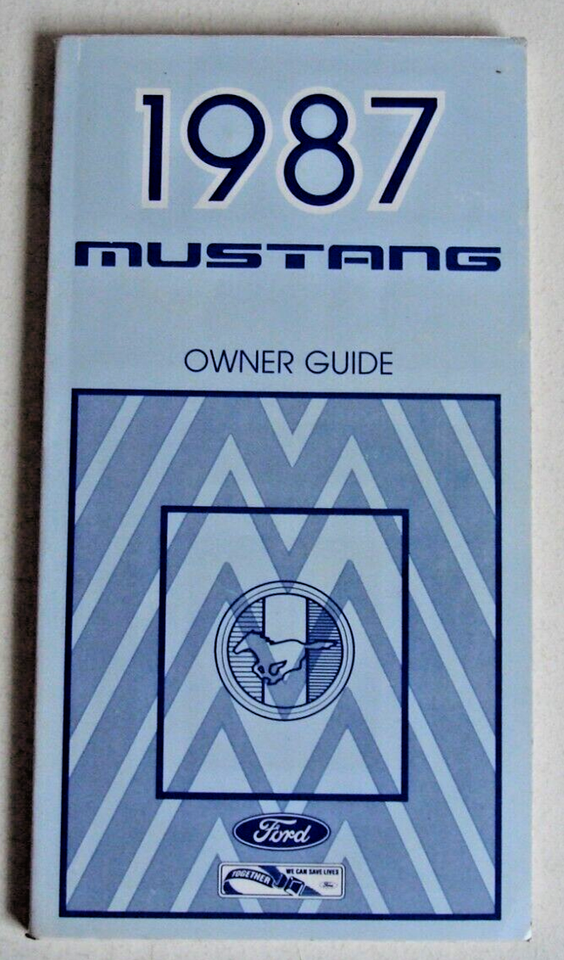 1987
MUSTANG
OWNER GUIDE
Ford
TOGETHER
WE CAN SAVE LIVES
Ford